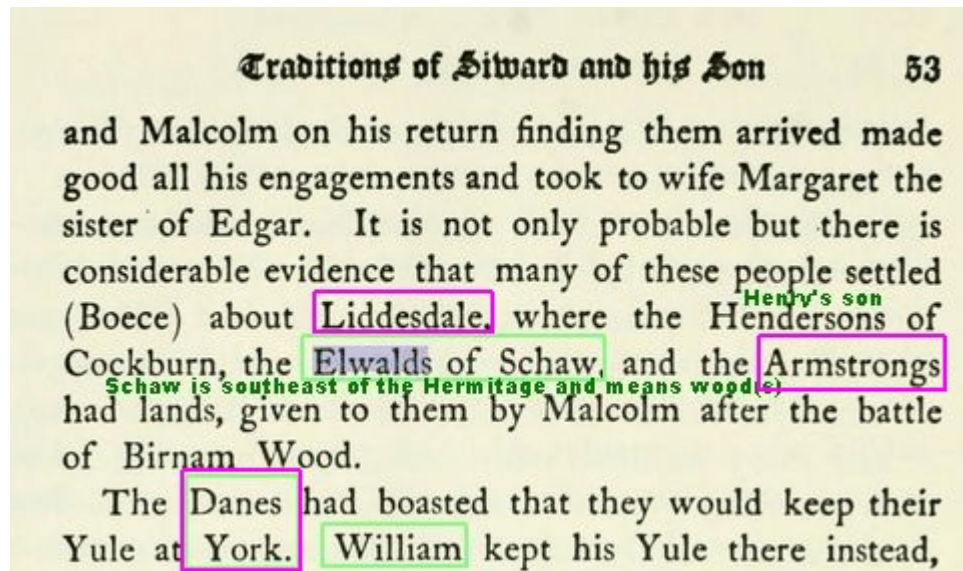 Traditions of Siward and his Son 53
and Malcolm on his return finding them arrived made
good all his engagements and took to wife Margaret the
sister of Edgar. It is not only probable but there is
considerable evidence that many of these people settled
Henry's son
(Boece) about Liddesdale, where the Hendersons of
Cockburn, the Elwalds of Schaw, and the Armstrongs
Schaw is southeast of the Hermitage and means wood(s)
had lands, given to them by Malcolm after the battle
of Birnam Wood.
The Danes had boasted that they would keep their
Yule at York. William kept his Yule there instead,